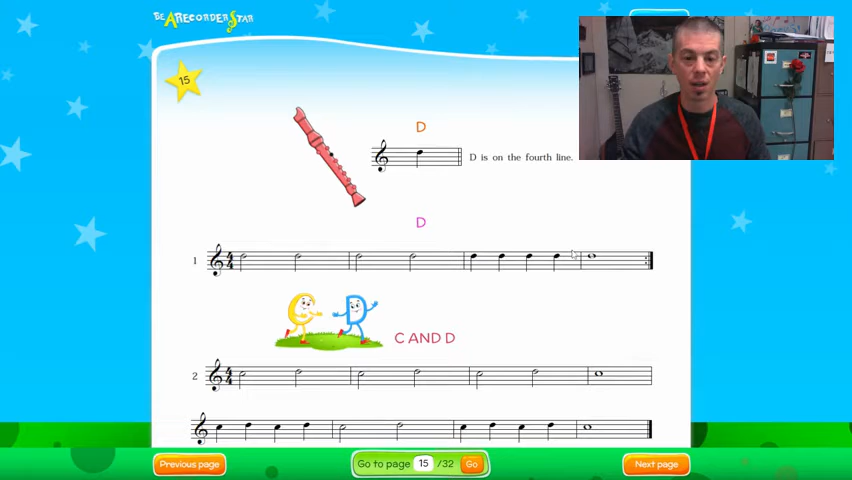 Be A Recorder Star
15
D
D is on the fourth line.
D
1
C D
C AND D
2
Previous page
Go to page 15 /32 Go
Next page